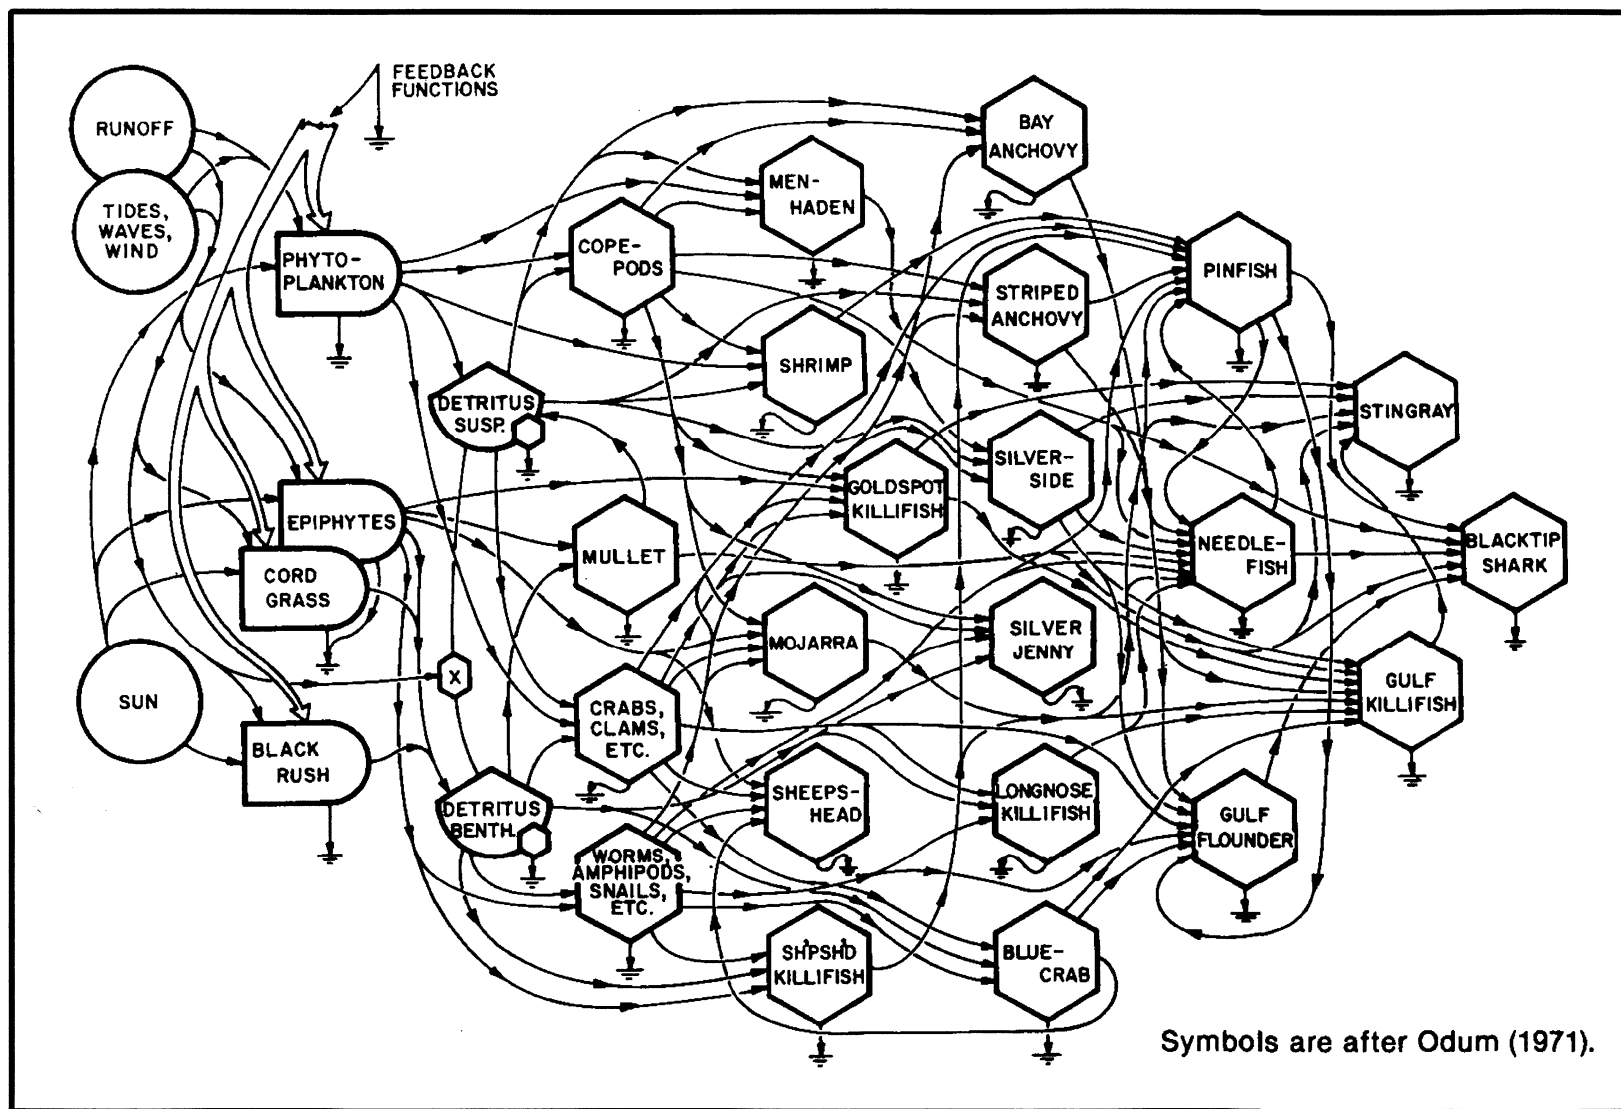 FEEDBACK
FUNCTIONS
RUNOFF
TIDES,
WAVES,
WIND
SUN
PHYTO-
PLANKTON
EPIPHYTES
CORD
GRASS
BLACK
RUSH
DETRITUS
SUSP.
X
DETRITUS
BENTH.
COPE-
PODS
MULLET
CRABS,
CLAMS,
ETC.
WORMS,
AMPHIPODS,
SNAILS,
ETC.
MEN-
HADEN
SHRIMP
GOLDSPOT
KILLIFISH
MOJARRA
SHEEPS-
HEAD
SH'PSH'D
KILLIFISH
BAY
ANCHOVY
STRIPED
ANCHOVY
SILVER-
SIDE
SILVER
JENNY
LONGNOSE
KILLIFISH
BLUE-
CRAB
PINFISH
NEEDLE-
FISH
GULF
FLOUNDER
STINGRAY
GULF
KILLIFISH
BLACKTIP
SHARK
Symbols are after Odum (1971).